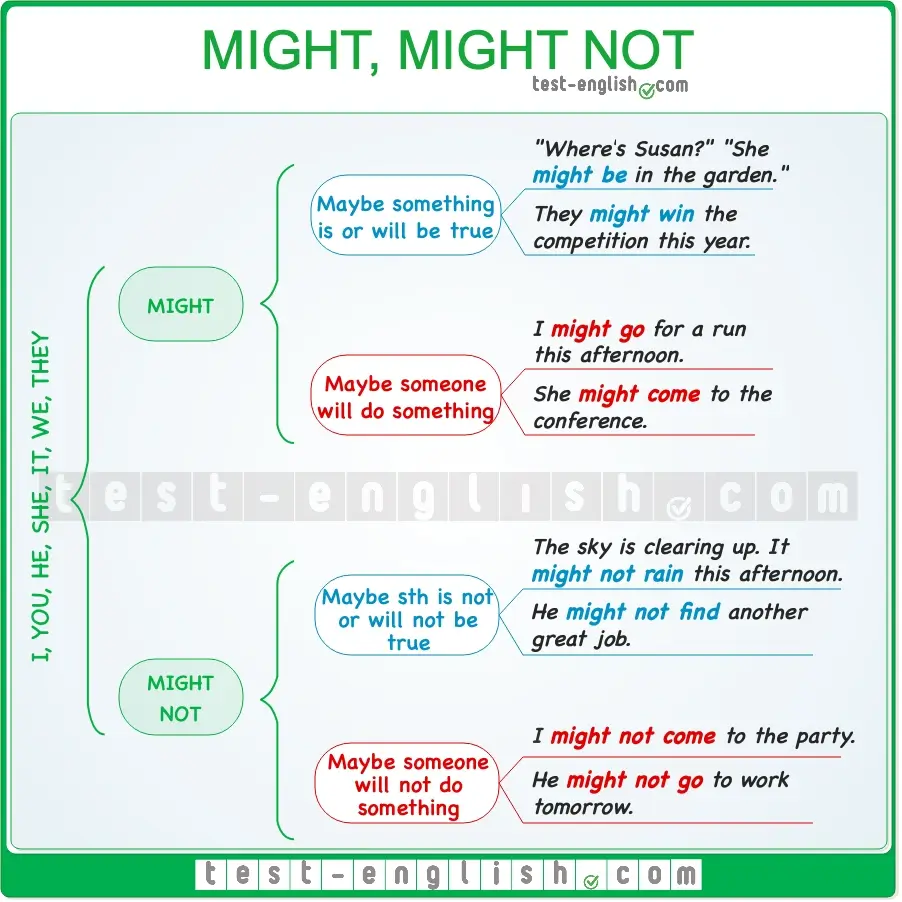 MIGHT, MIGHT NOT
test-english.com
"Where's Susan?" "She
might be in the garden."
Maybe something
is or will be true
They might win the
competition this year.
MIGHT
I might go for a run
this afternoon.
Maybe someone
will do something
She might come to the
conference.
I, YOU, HE, SHE, IT, WE, THEY
test-english.com
The sky is clearing up. It
might not rain this afternoon.
Maybe sth is not
or will not be
true
He might not find another
great job.
MIGHT
NOT
I might not come to the party.
Maybe someone
will not do
something
He might not go to work
tomorrow.
test-english.com